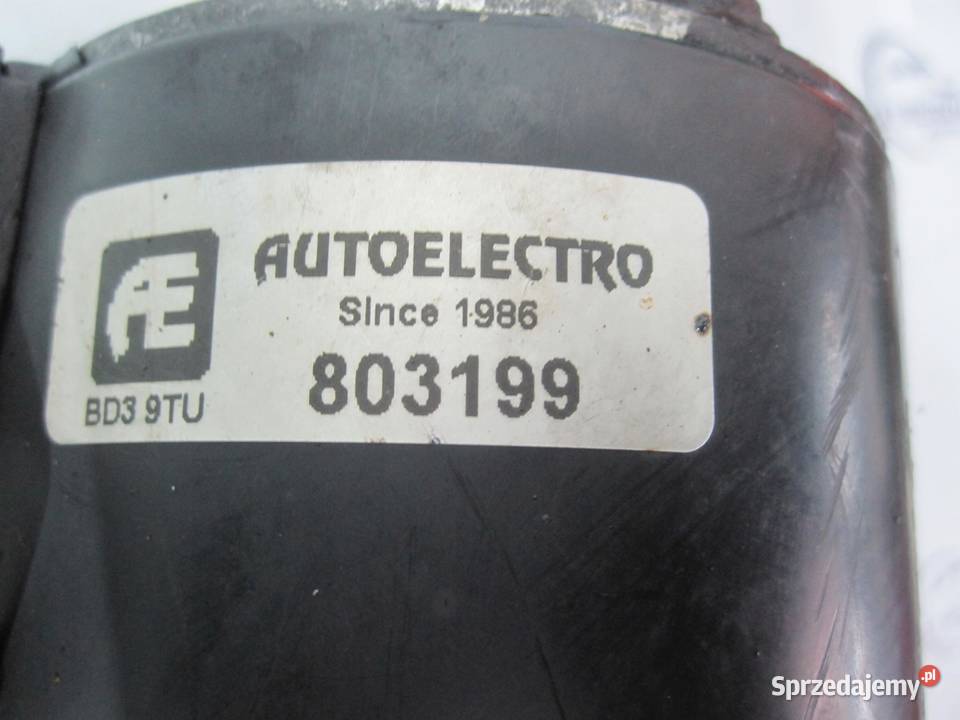 AUTOELECTRO
Since 1986
AE
BD3 9TU
803199
Sprzedajemy.pl